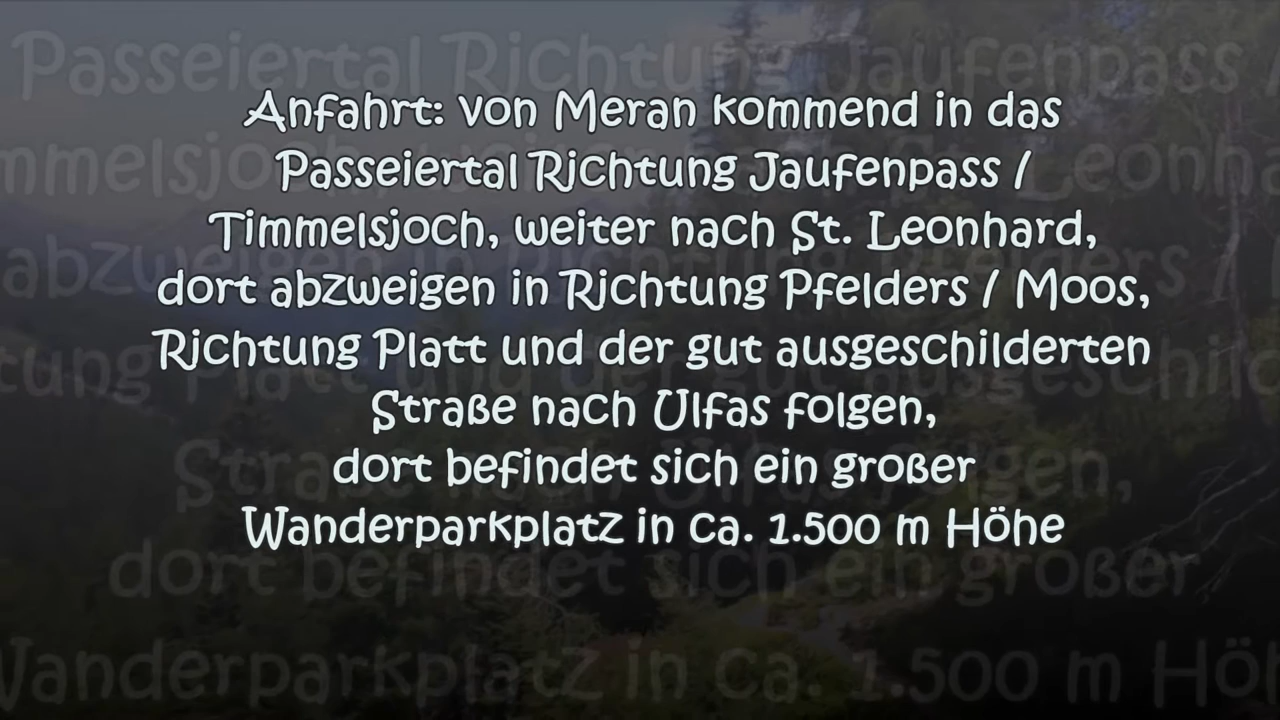 Anfahrt: von Meran kommend in das
Passeiertal Richtung Jaufenpass /
Timmelsjoch, weiter nach St. Leonhard,
dort abzweigen in Richtung Pfelders / Moos,
Richtung Platt und der gut ausgeschilderten
Straße nach Ulfas folgen,
dort befindet sich ein großer
Wanderparkplatz in ca. 1.500 m Höhe